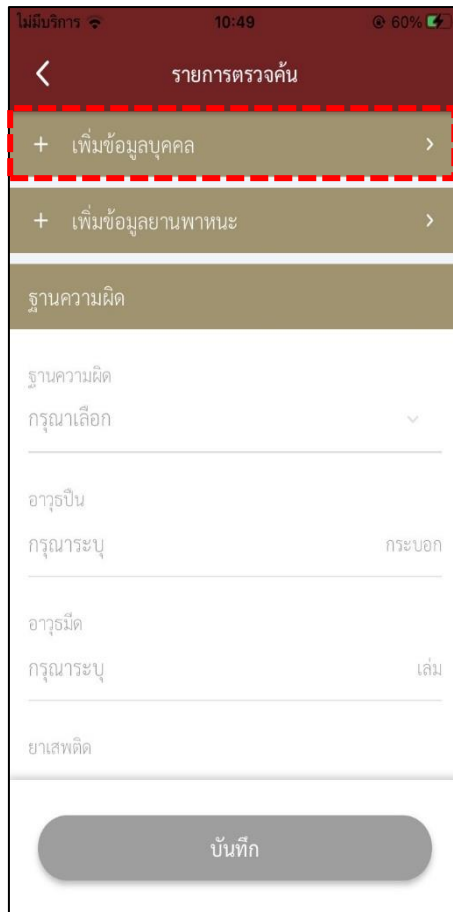 ไม่มีบริการ 10:49 60%
รายการตรวจค้น
+ เพิ่มข้อมูลบุคคล
+ เพิ่มข้อมูลยานพาหนะ
ฐานความผิด
ฐานความผิด
กรุณาเลือก
อาวุธปืน
กรุณาระบุ กระบอก
อาวุธมีด
กรุณาระบุ เล่ม
ยาเสพติด
บันทึก